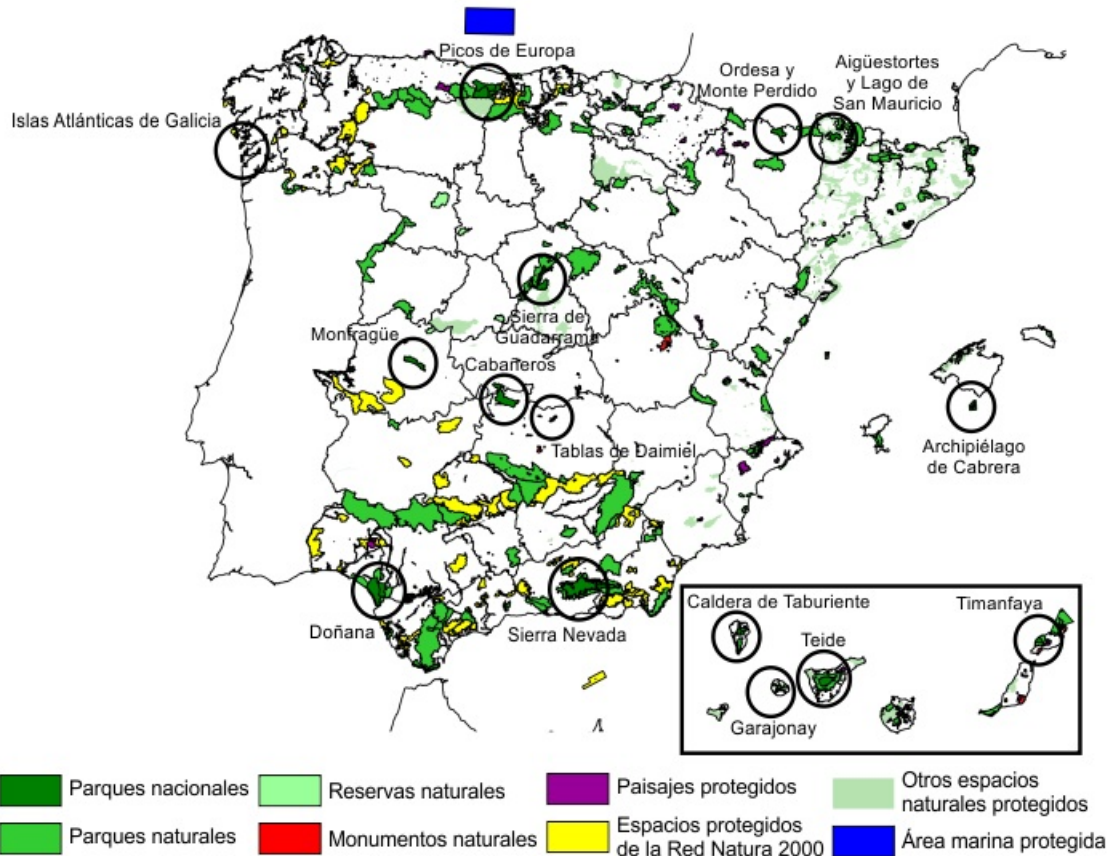 Picos de Europa
Ordesa y
Monte Perdido
Aigüestortes
y Lago de
San Mauricio
Islas Atlánticas de Galicia
Sierra de
Guadarrama
Monfragüe
Cabañeros
Tablas de Daimiel
Archipiélago
de Cabrera
Doñana
Sierra Nevada
Caldera de Taburiente
Timanfaya
Teide
Garajonay
Parques nacionales
Reservas naturales
Paisajes protegidos
Otros espacios
naturales protegidos
Parques naturales
Monumentos naturales
Espacios protegidos
de la Red Natura 2000
Área marina protegida